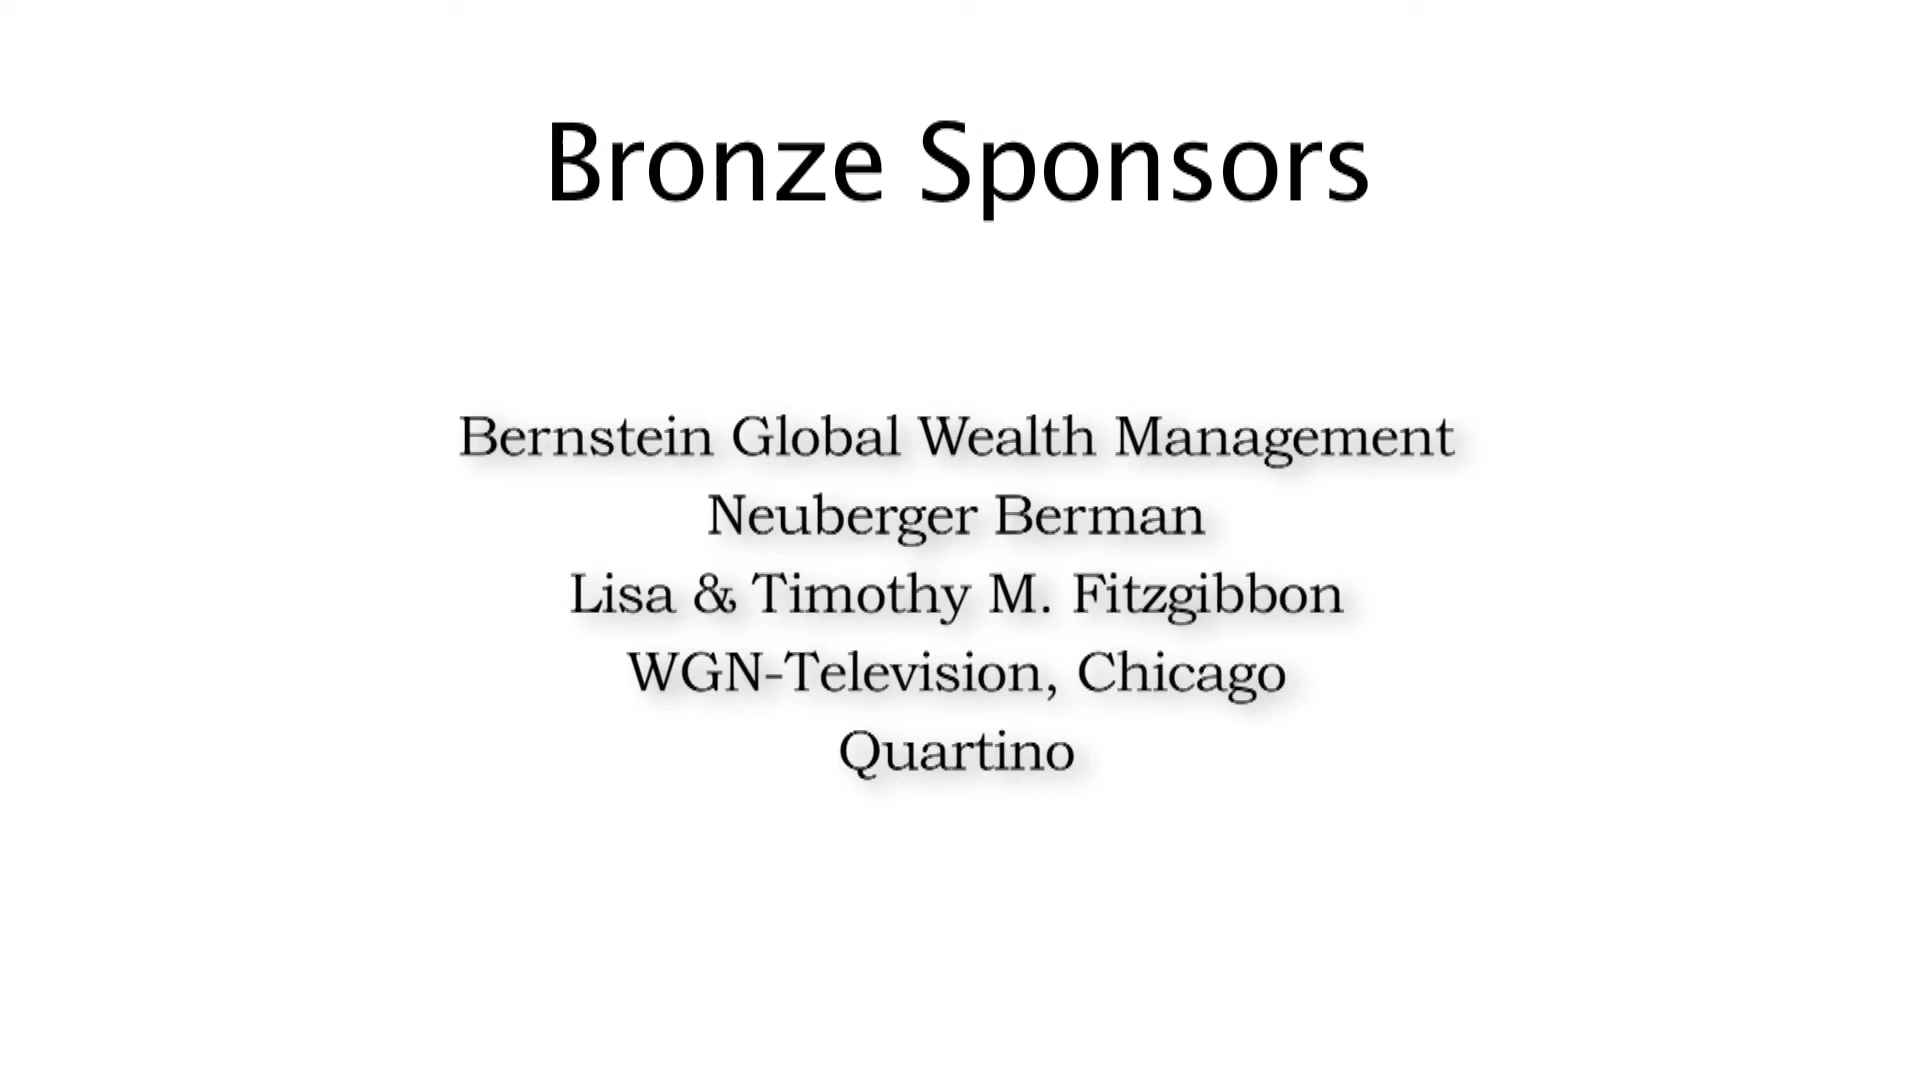 Bronze Sponsors
Bernstein Global Wealth Management
Neuberger Berman
Lisa & Timothy M. Fitzgibbon
WGN-Television, Chicago
Quartino